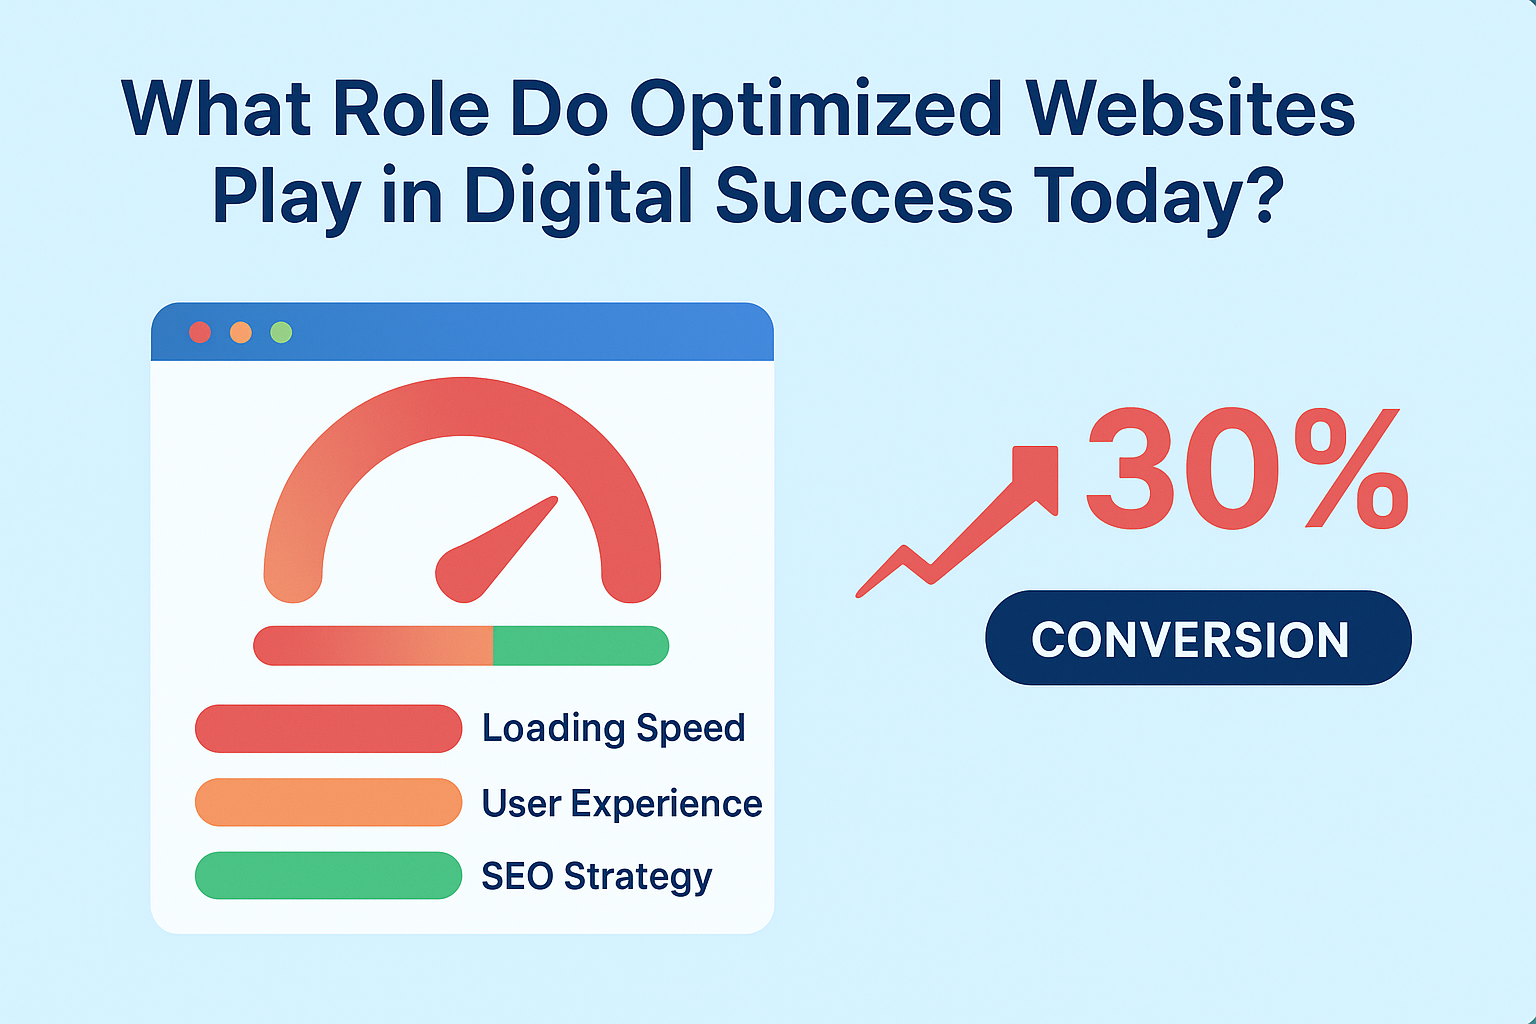 What Role Do Optimized Websites
Play in Digital Success Today?
Loading Speed
User Experience
SEO Strategy
30%
CONVERSION